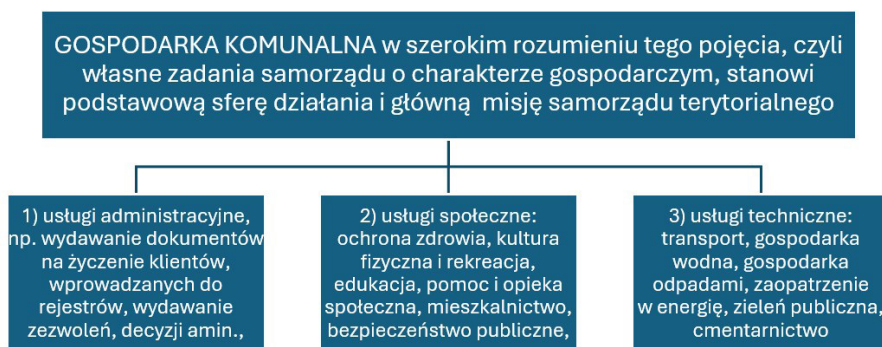 GOSPODARKA KOMUNALNA w szerokim rozumieniu tego pojęcia, czyli
własne zadania samorządu o charakterze gospodarczym, stanowi
podstawową sferę działania i główną misję samorządu terytorialnego
1) usługi administracyjne,
np. wydawanie dokumentów
na życzenie klientów,
wprowadzanych do
rejestrów, wydawanie
zezwoleń, decyzji amin.,
2) usługi społeczne:
ochrona zdrowia, kultura
fizyczna i rekreacja,
edukacja, pomoc i opieka
społeczna, mieszkalnictwo,
bezpieczeństwo publiczne,
3) usługi techniczne:
transport, gospodarka
wodna, gospodarka
odpadami, zaopatrzenie
w energię, zieleń publiczna,
cmentarnictwo